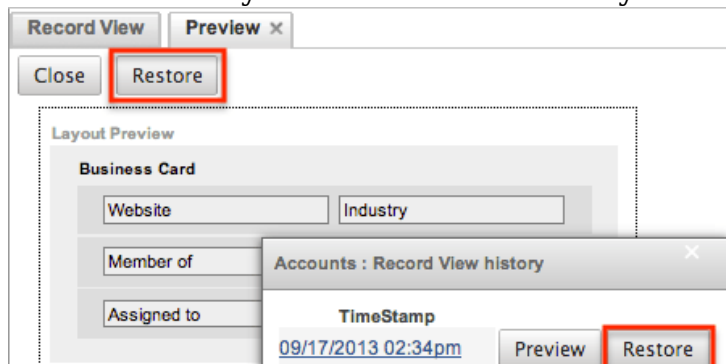 Record View Preview ×
Close Restore
Layout Preview
Business Card
Website Industry
Member of
Accounts : Record View history ×
Assigned to
TimeStamp
09/17/2013 02:34pm Preview Restore